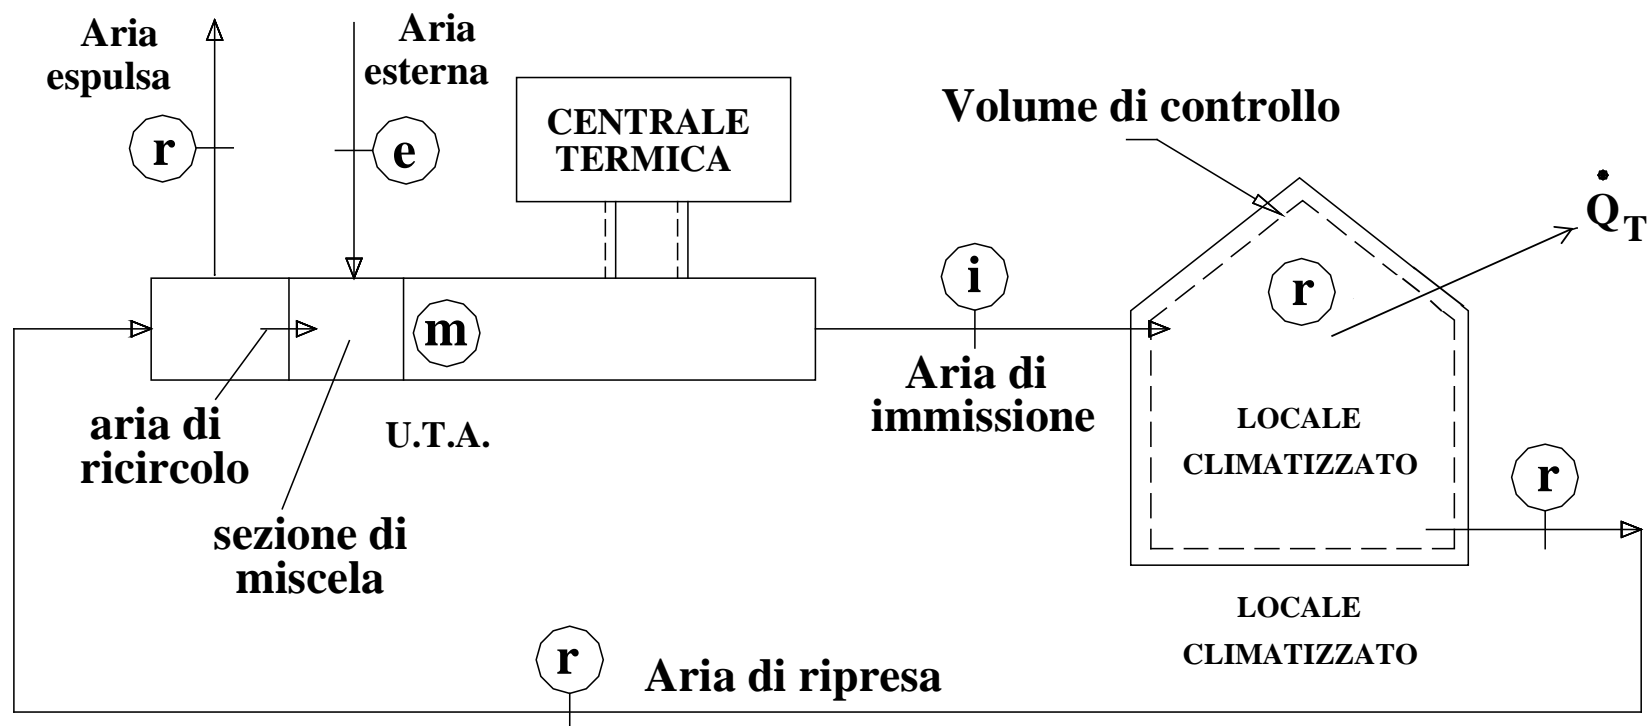 Aria
espulsa
Aria
esterna
r
e
CENTRALE
TERMICA
Volume di controllo
Q̇T
i
r
m
Aria di
immissione
aria di
ricircolo
U.T.A.
LOCALE
CLIMATIZZATO
r
sezione di
miscela
LOCALE
CLIMATIZZATO
r
Aria di ripresa